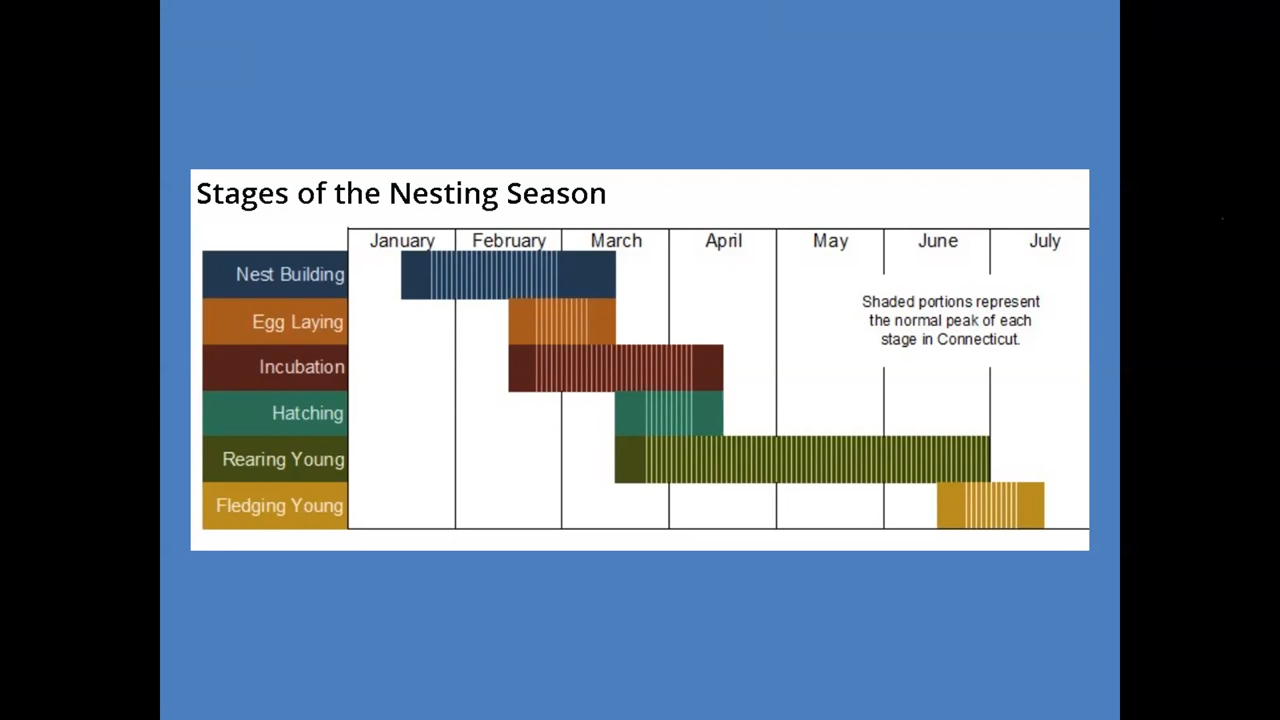 Stages of the Nesting Season
January February March April May June July
Nest Building
Egg Laying
Incubation
Hatching
Rearing Young
Fledging Young
Shaded portions represent
the normal peak of each
stage in Connecticut.